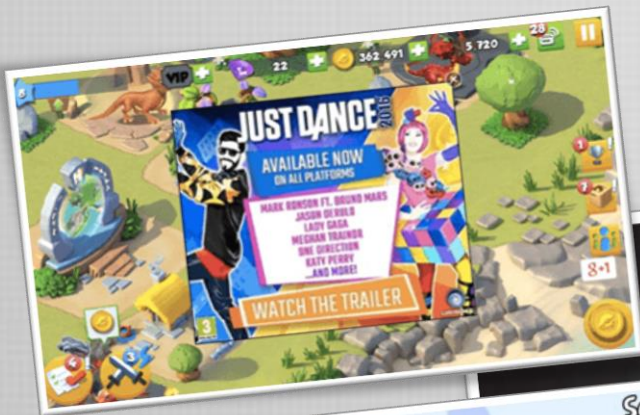 VIP
22
362 491
5 720
28
6
JUST DANCE
2016
AVAILABLE NOW
ON ALL PLATFORMS
MARK RONSON FT. BRUNO MARS
JASON DERULO
LADY GAGA
MEGHAN TRAINOR
ONE DIRECTION
KATY PERRY
...AND MORE!
WATCH THE TRAILER
3
g+1